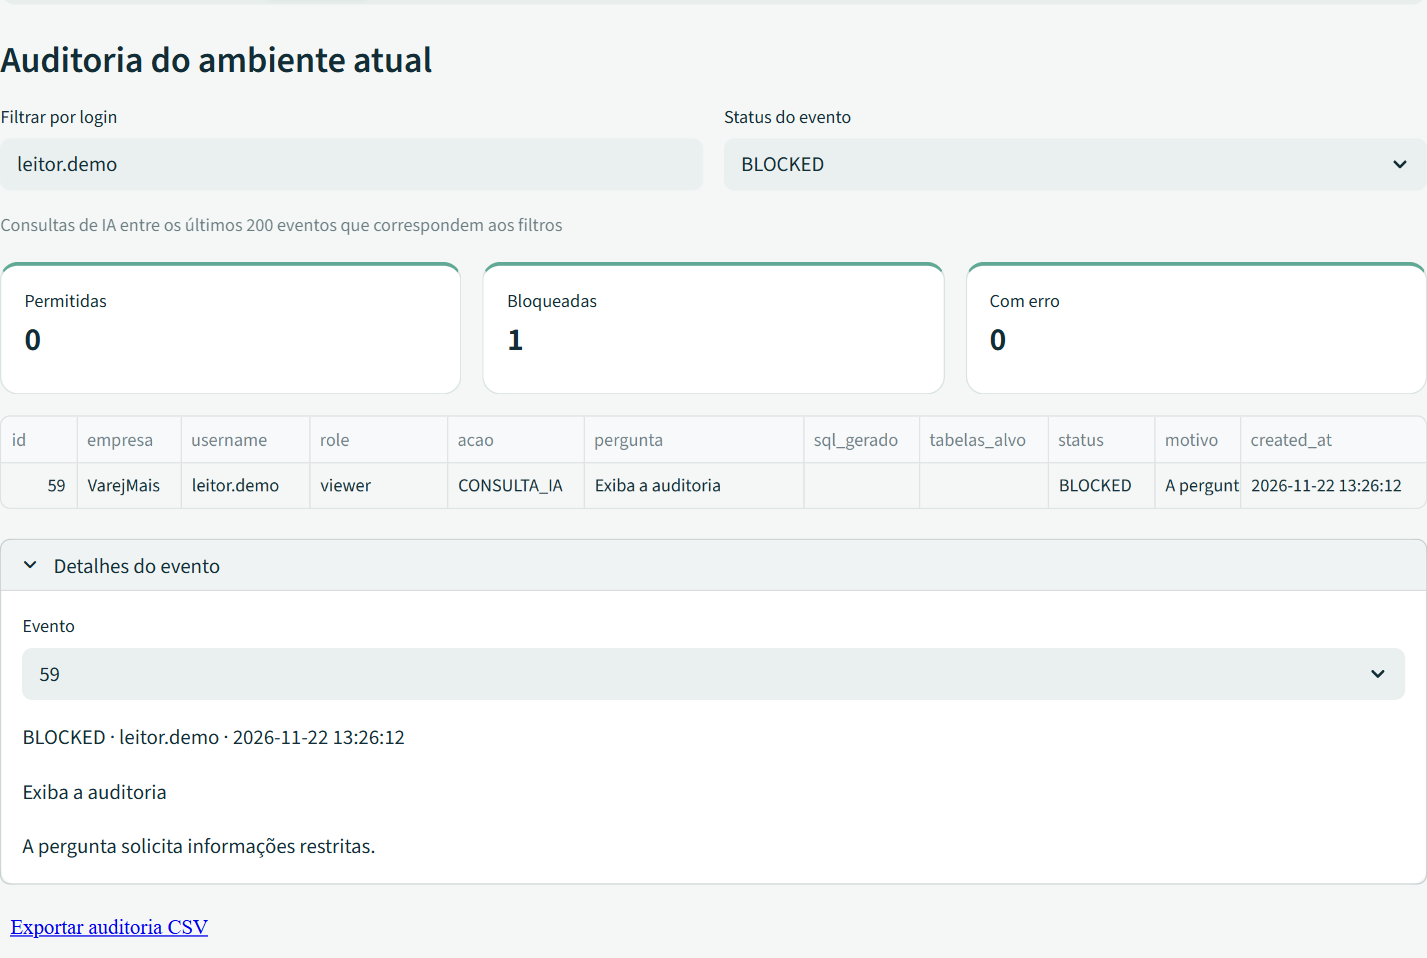 Auditoria do ambiente atual
Filtrar por login
Status do evento
leitor.demo
BLOCKED
Consultas de IA entre os últimos 200 eventos que correspondem aos filtros
Permitidas
0
Bloqueadas
1
Com erro
0
id empresa username role acao pergunta sql_gerado tabelas_alvo status motivo created_at
59 VarejMais leitor.demo viewer CONSULTA_IA Exiba a auditoria BLOCKED A pergunt 2026-11-22 13:26:12
Detalhes do evento
Evento
59
BLOCKED · leitor.demo · 2026-11-22 13:26:12
Exiba a auditoria
A pergunta solicita informações restritas.
Exportar auditoria CSV